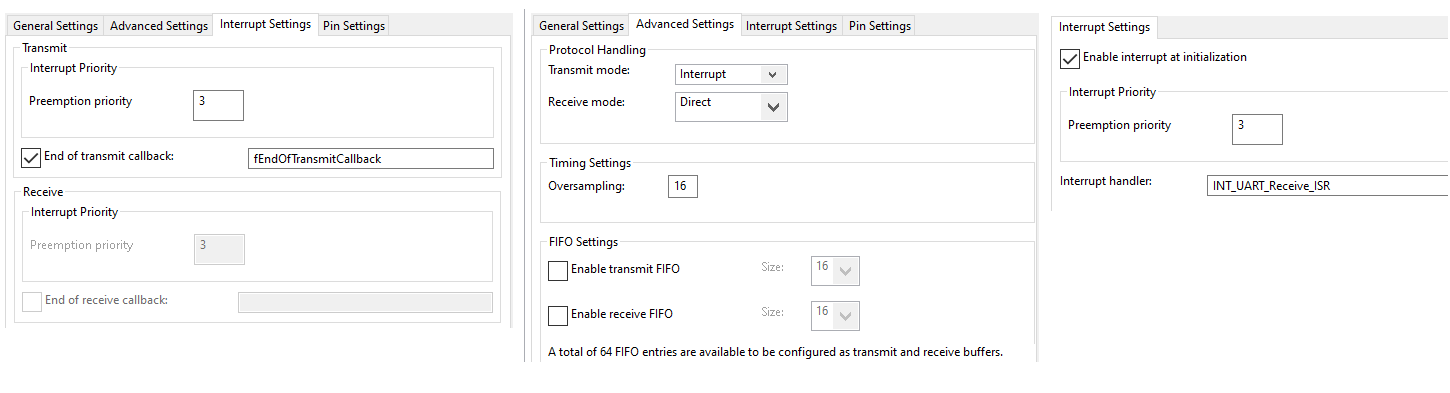 General Settings Advanced Settings Interrupt Settings Pin Settings
Transmit
Interrupt Priority
Preemption priority 3
End of transmit callback: fEndOfTransmitCallback
Receive
Interrupt Priority
Preemption priority 3
End of receive callback:
General Settings Advanced Settings Interrupt Settings Pin Settings
Protocol Handling
Transmit mode: Interrupt
Receive mode: Direct
Timing Settings
Oversampling: 16
FIFO Settings
Enable transmit FIFO Size: 16
Enable receive FIFO Size: 16
A total of 64 FIFO entries are available to be configured as transmit and receive buffers.
Interrupt Settings
Enable interrupt at initialization
Interrupt Priority
Preemption priority 3
Interrupt handler: INT_UART_Receive_ISR